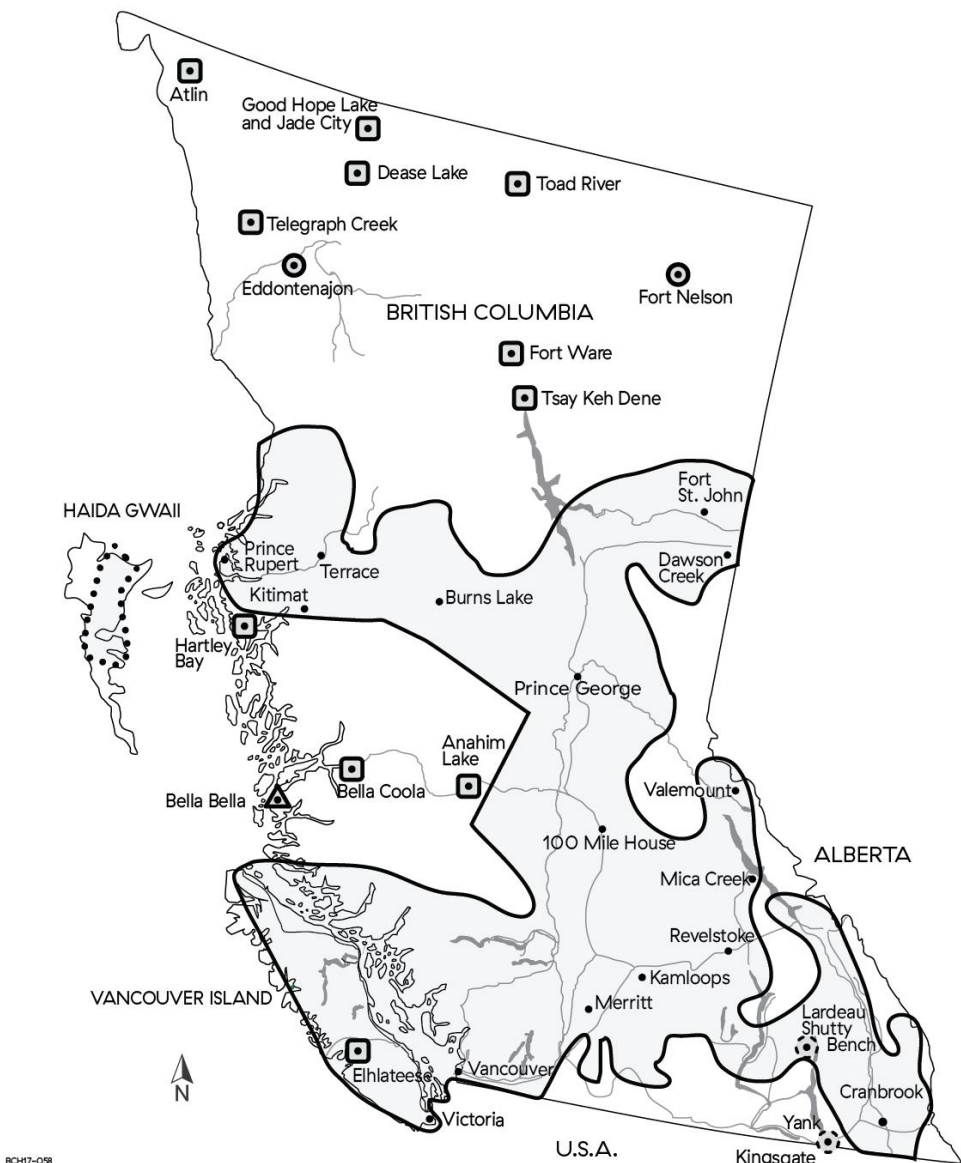 Atlin
Good Hope Lake
and Jade City
Dease Lake
Toad River
Telegraph Creek
Eddontenajon
Fort Nelson
BRITISH COLUMBIA
Fort Ware
Tsay Keh Dene
Fort
St. John
HAIDA GWAII
Prince
Rupert
Terrace
Dawson
Creek
Kitimat
Burns Lake
Hartley
Bay
Prince George
Anahim
Lake
Bella Coola
Valemount
Bella Bella
100 Mile House
ALBERTA
Mica Creek
Revelstoke
Kamloops
VANCOUVER ISLAND
Merritt
Lardeau
Shutty
Bench
Elhlateese
Vancouver
N
Cranbrook
Victoria
Yank
U.S.A.
Kingsgate
BCH17-058